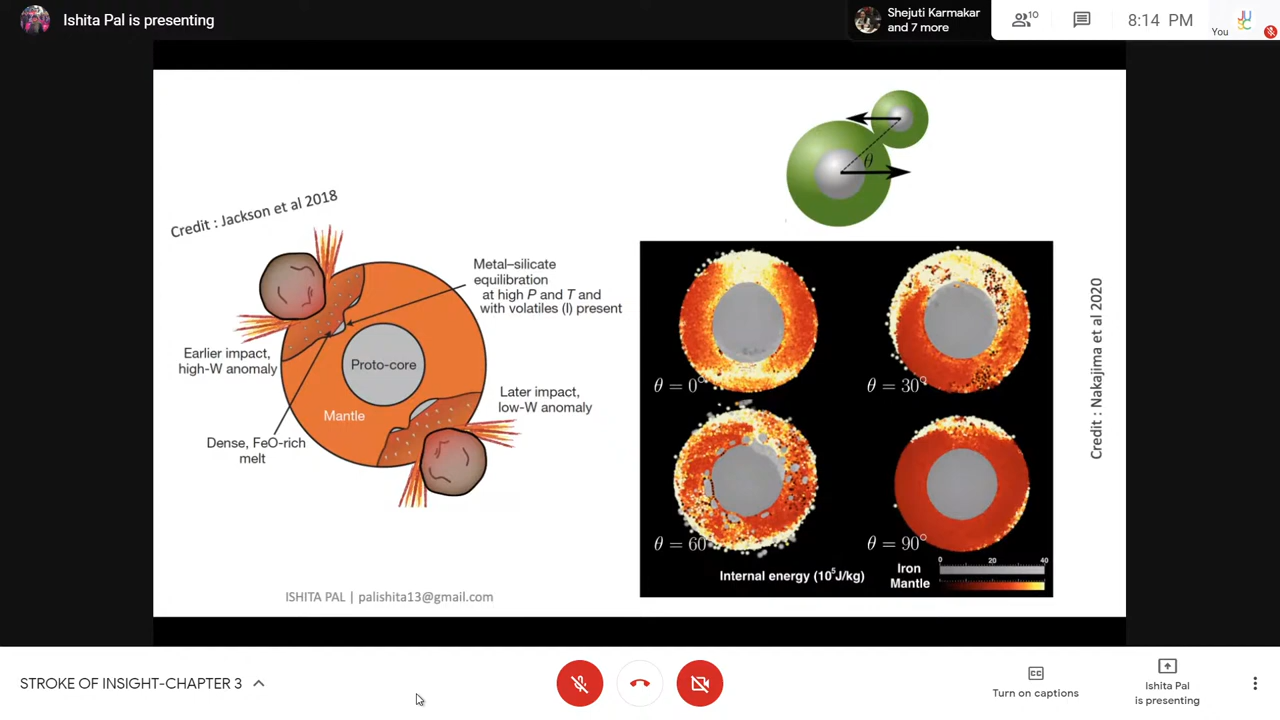 Ishita Pal is presenting
Shejuti Karmakar
and 7 more
10
8:14 PM
You
Credit : Jackson et al 2018
Metal–silicate
equilibration
at high P and T and
with volatiles (I) present
Earlier impact,
high-W anomaly
Proto-core
Mantle
Later impact,
low-W anomaly
Dense, FeO-rich
melt
θ
θ = 0°
θ = 30°
θ = 60°
θ = 90°
0 20 40
Internal energy (10⁵J/kg)
Iron
Mantle
Credit : Nakajima et al 2020
ISHITA PAL | palishita13@gmail.com
STROKE OF INSIGHT-CHAPTER 3
CC
Turn on captions
Ishita Pal
is presenting